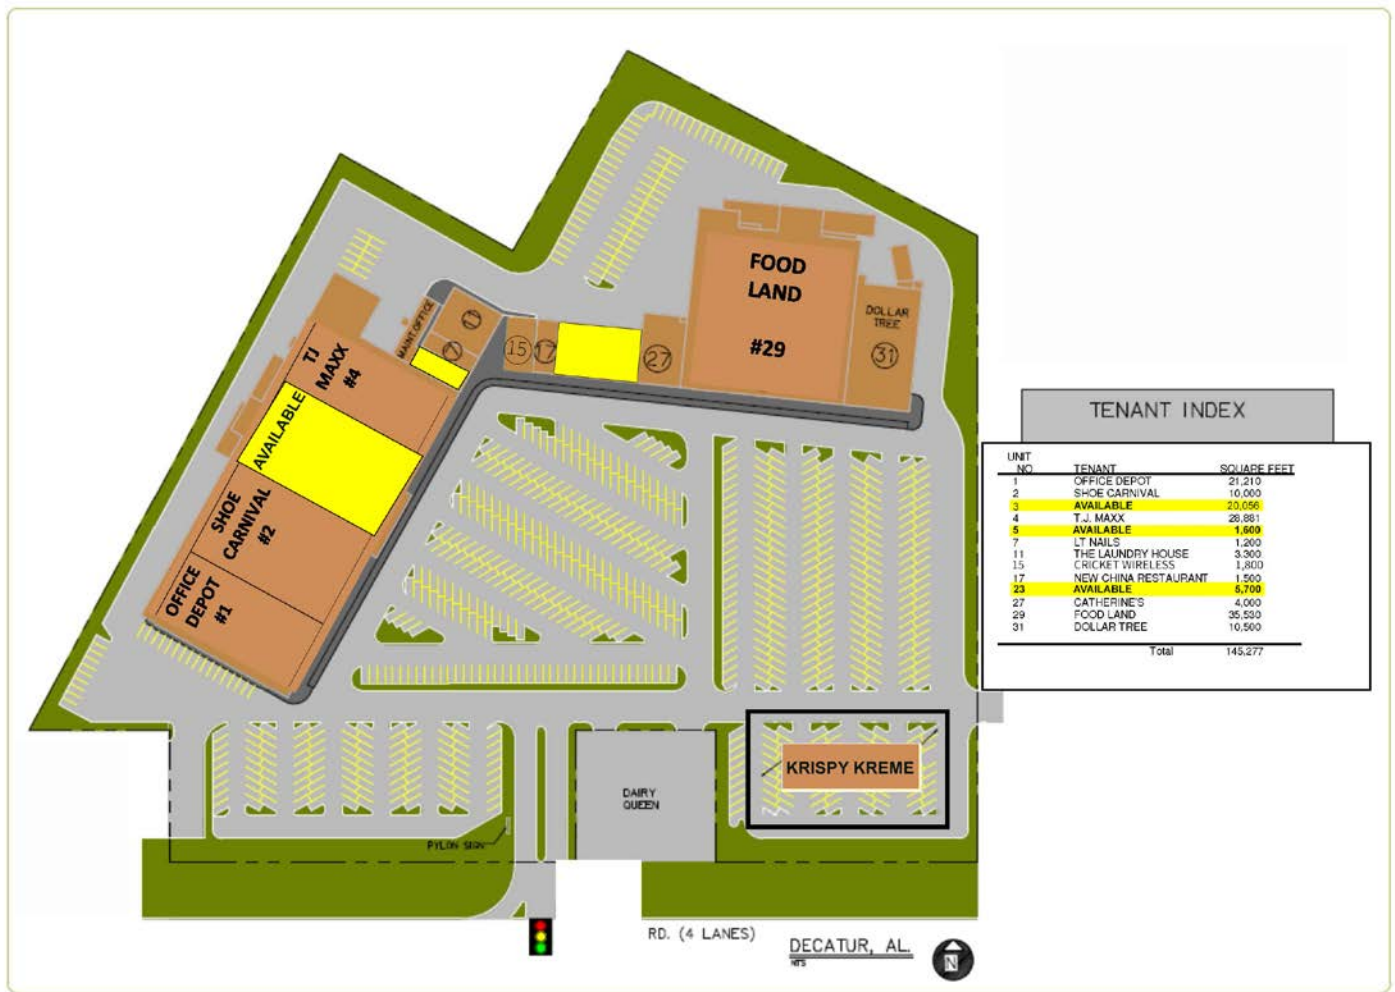 FOOD
LAND
#29
DOLLAR
TREE
31
MAINT.OFFICE
11
7
15
17
27
TJ
MAXX
#4
AVAILABLE
SHOE
CARNIVAL
#2
OFFICE
DEPOT
#1
TENANT INDEX
UNIT
NO TENANT SQUARE FEET
1 OFFICE DEPOT 21,210
2 SHOE CARNIVAL 10,000
3 AVAILABLE 20,056
4 T.J. MAXX 28,881
5 AVAILABLE 1,600
7 LT NAILS 1,200
11 THE LAUNDRY HOUSE 3,300
15 CRICKET WIRELESS 1,800
17 NEW CHINA RESTAURANT 1,500
23 AVAILABLE 5,700
27 CATHERINE'S 4,000
29 FOOD LAND 35,530
31 DOLLAR TREE 10,500
Total 145,277
KRISPY KREME
DAIRY
QUEEN
PYLON SIGN
RD. (4 LANES)
DECATUR, AL.
NTS
N